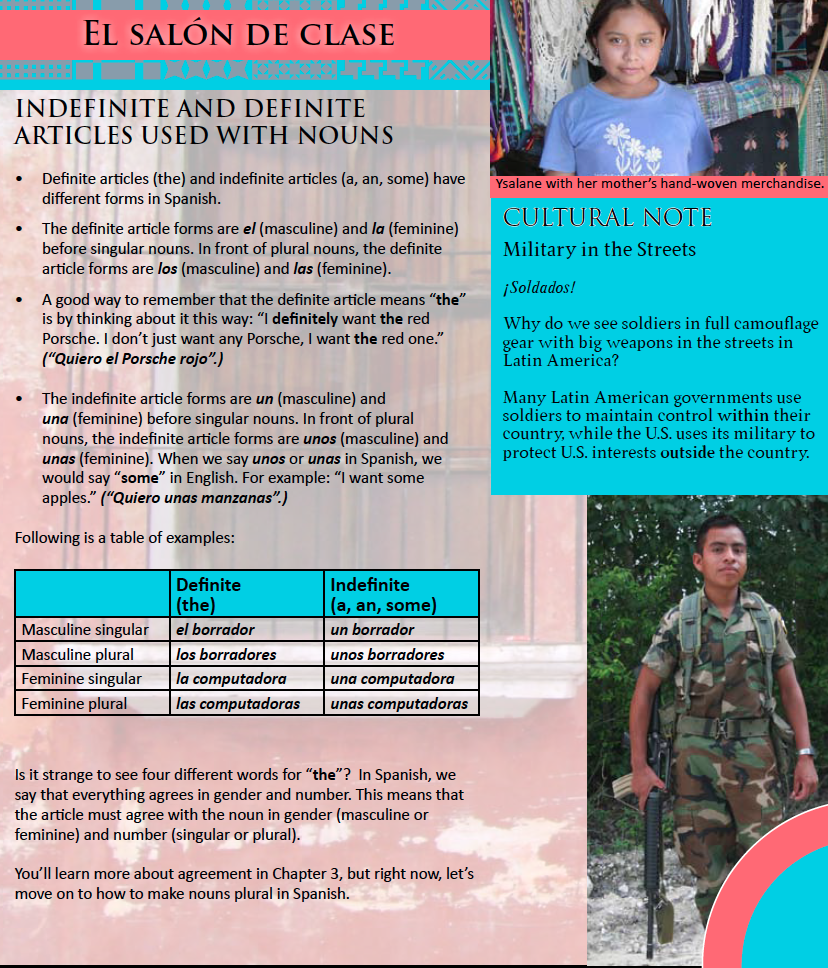 El salón de clase
Indefinite and Definite
Articles Used with Nouns
• Definite articles (the) and indefinite articles (a, an, some) have
different forms in Spanish.
• The definite article forms are el (masculine) and la (feminine)
before singular nouns. In front of plural nouns, the definite
article forms are los (masculine) and las (feminine).
• A good way to remember that the definite article means “the”
is by thinking about it this way: “I definitely want the red
Porsche. I don’t just want any Porsche, I want the red one.”
(“Quiero el Porsche rojo”.)
• The indefinite article forms are un (masculine) and
una (feminine) before singular nouns. In front of plural
nouns, the indefinite article forms are unos (masculine) and
unas (feminine). When we say unos or unas in Spanish, we
would say “some” in English. For example: “I want some
apples.” (“Quiero unas manzanas”.)
Following is a table of examples:
Definite Indefinite
(the) (a, an, some)
Masculine singular el borrador un borrador
Masculine plural los borradores unos borradores
Feminine singular la computadora una computadora
Feminine plural las computadoras unas computadoras
Is it strange to see four different words for “the”? In Spanish, we
say that everything agrees in gender and number. This means that
the article must agree with the noun in gender (masculine or
feminine) and number (singular or plural).
You’ll learn more about agreement in Chapter 3, but right now, let’s
move on to how to make nouns plural in Spanish.
Ysalane with her mother’s hand-woven merchandise.
Cultural Note
Military in the Streets
¡Soldados!
Why do we see soldiers in full camouflage
gear with big weapons in the streets in
Latin America?
Many Latin American governments use
soldiers to maintain control within their
country, while the U.S. uses its military to
protect U.S. interests outside the country.